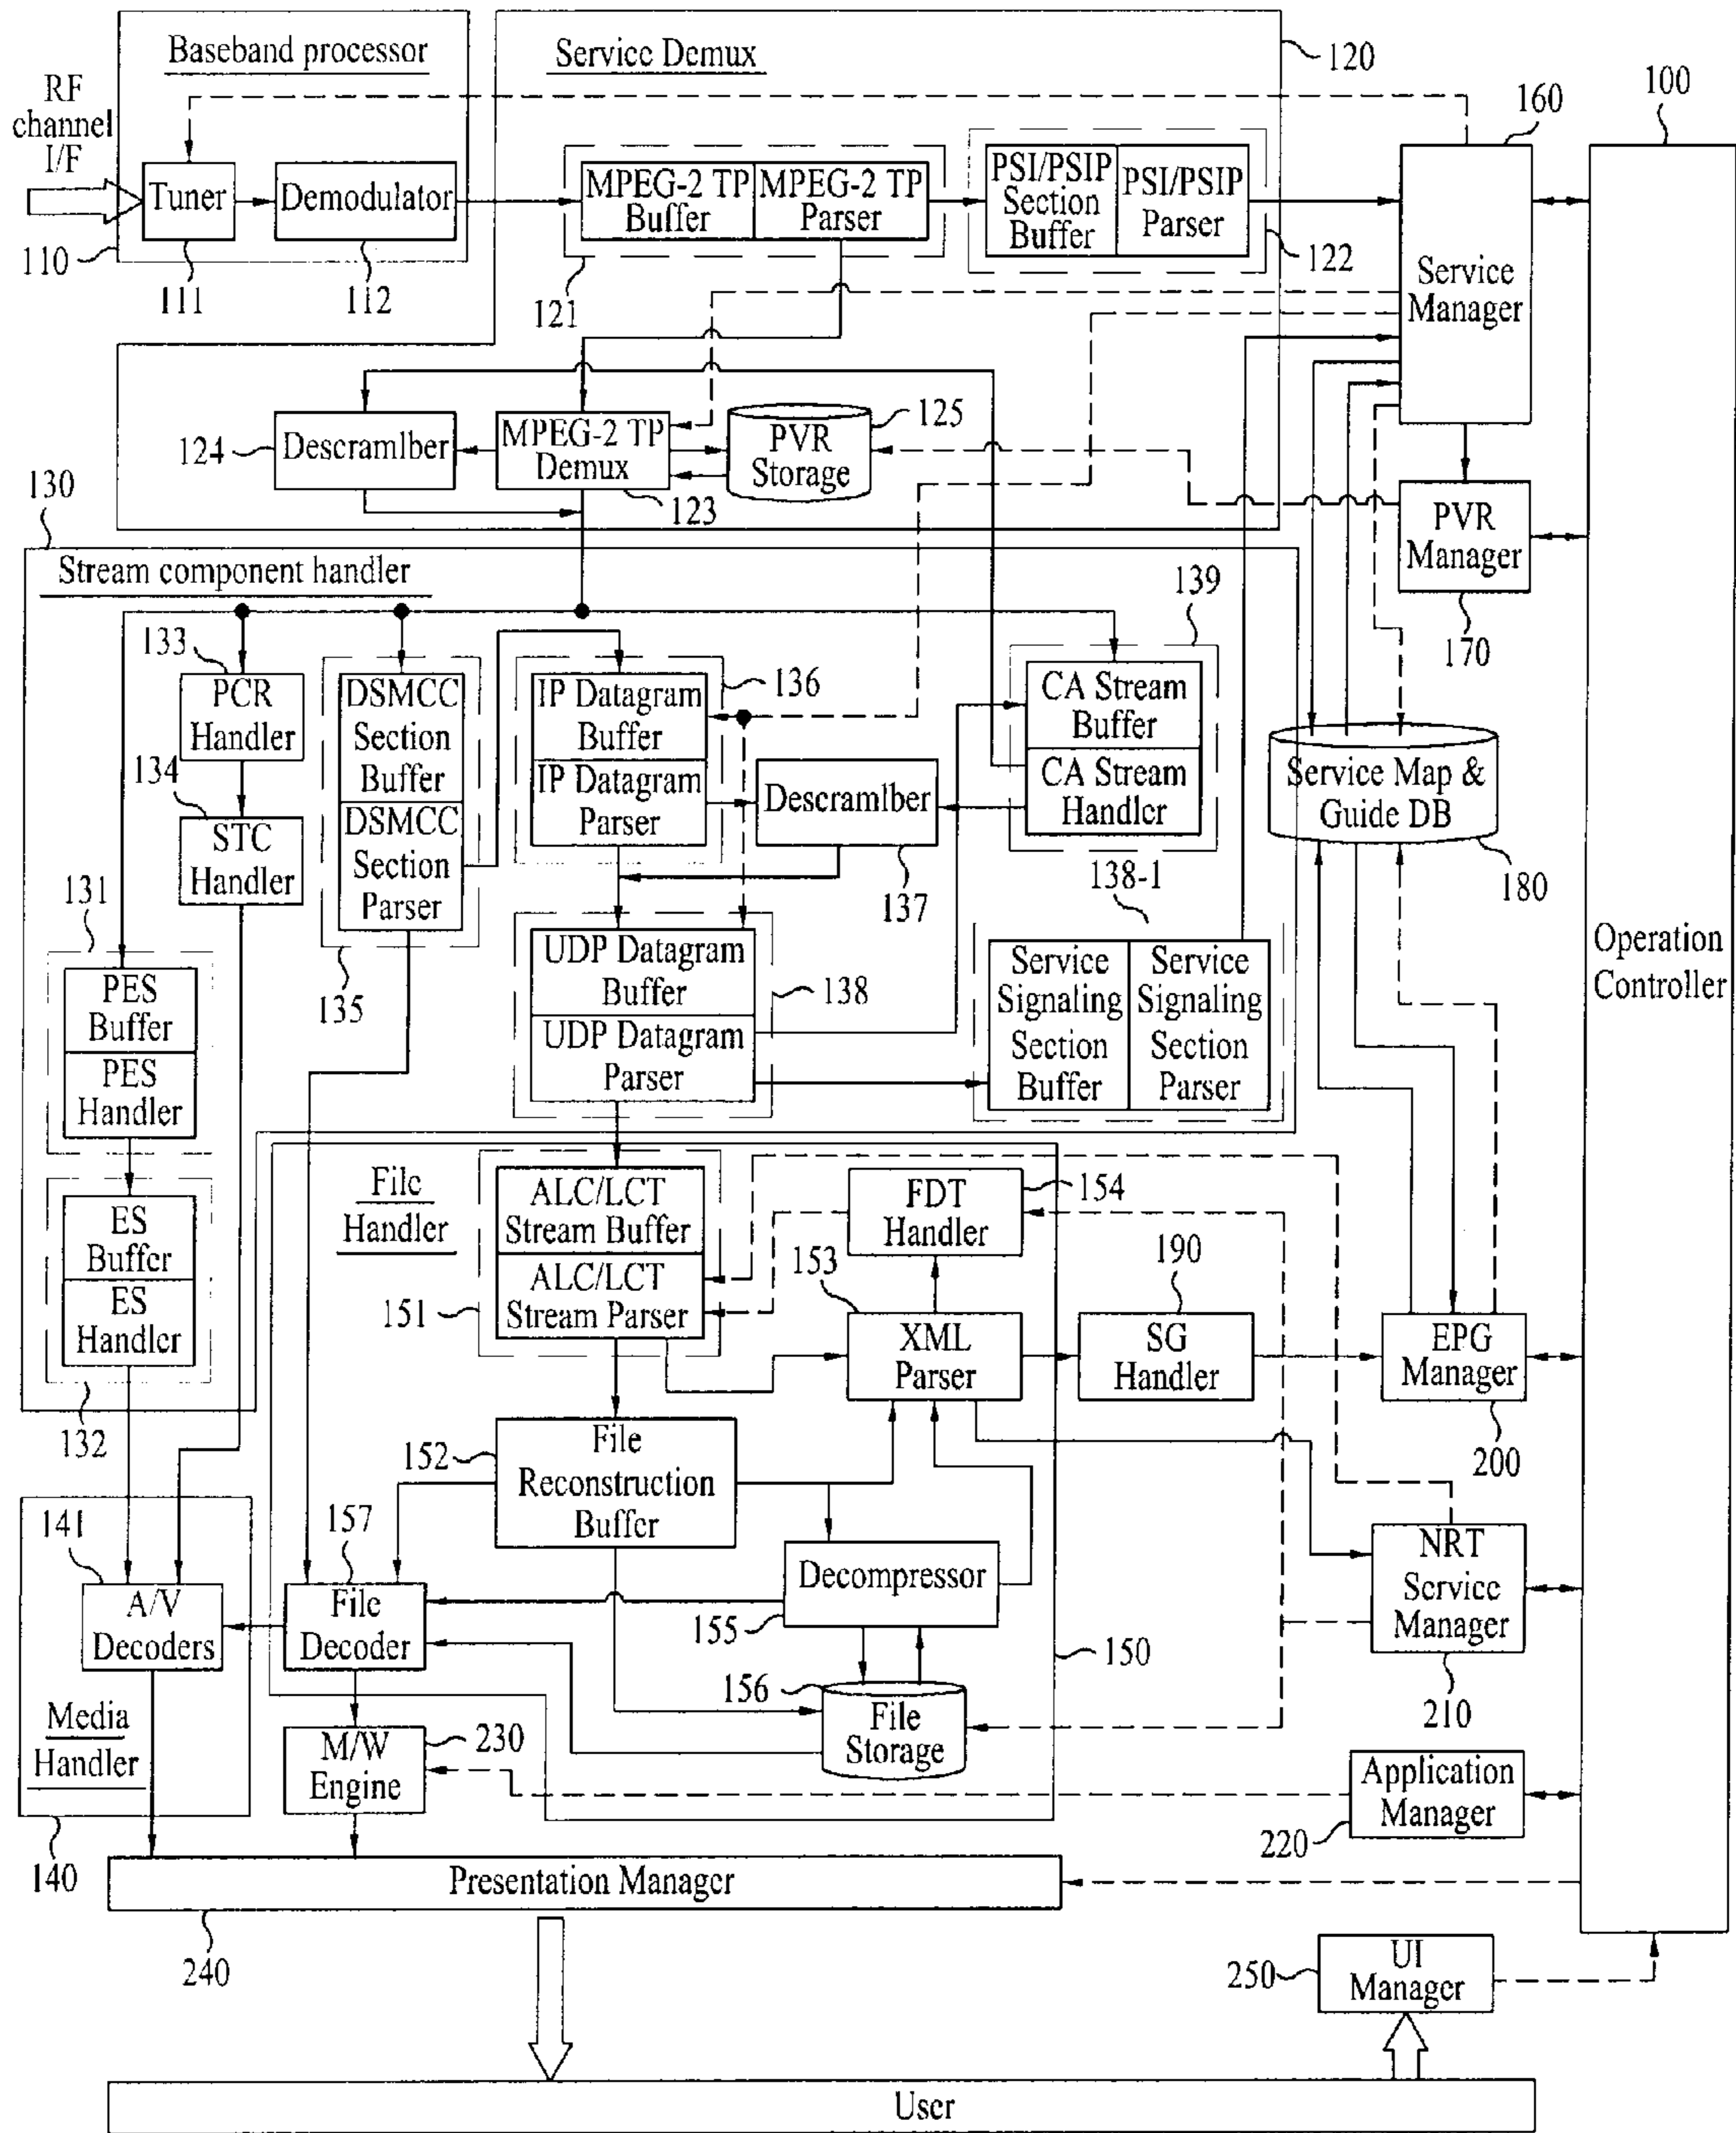 Baseband processor
Service Demux
120
RF
channel
I/F
160
100
Tuner
Demodulator
MPEG-2 TP
Buffer
MPEG-2 TP
Parser
PSI/PSIP
Section
Buffer
PSI/PSIP
Parser
110
111
112
121
122
Service
Manager
124
Descramlber
MPEG-2 TP
Demux
PVR
Storage
125
123
130
Stream component handler
PVR
Manager
170
139
133
PCR
Handler
DSMCC
Section
Buffer
DSMCC
Section
Parser
IP Datagram
Buffer
IP Datagram
Parser
136
CA Stream
Buffer
CA Stream
Handler
134
STC
Handler
Descramlber
137
Service Map &
Guide DB
180
138-1
131
135
PES
Buffer
PES
Handler
UDP Datagram
Buffer
UDP Datagram
Parser
138
Service
Signaling
Section
Buffer
Service
Signaling
Section
Parser
Operation
Controller
ES
Buffer
ES
Handler
132
File
Handler
ALC/LCT
Stream Buffer
ALC/LCT
Stream Parser
151
FDT
Handler
154
153
XML
Parser
190
SG
Handler
EPG
Manager
200
152
File
Reconstruction
Buffer
141
A/V
Decoders
157
File
Decoder
Decompressor
155
150
NRT
Service
Manager
210
156
File
Storage
Media
Handler
140
M/W
Engine
230
Application
Manager
220
Presentation Manager
240
250
UI
Manager
User